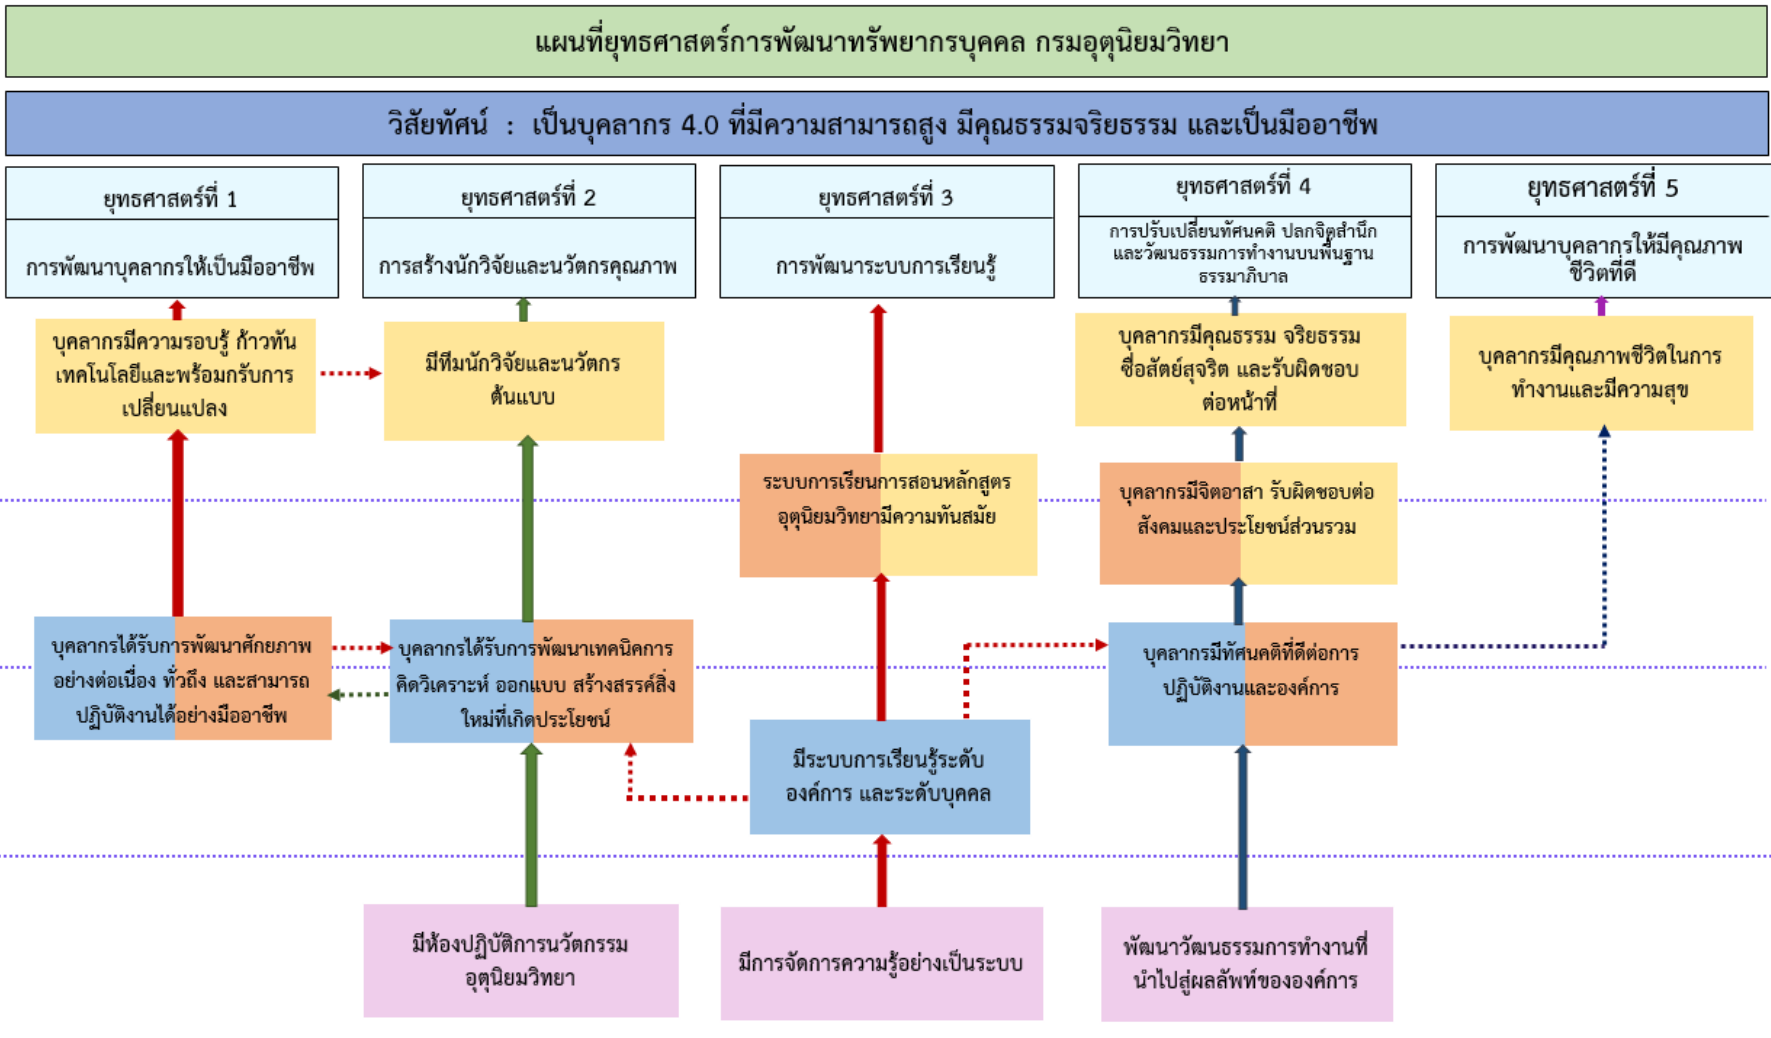 แผนที่ยุทธศาสตร์การพัฒนาทรัพยากรบุคคล กรมอุตุนิยมวิทยา
วิสัยทัศน์ : เป็นบุคลากร 4.0 ที่มีความสามารถสูง มีคุณธรรมจริยธรรม และเป็นมืออาชีพ
ยุทธศาสตร์ที่ 1
การพัฒนาบุคลากรให้เป็นมืออาชีพ
ยุทธศาสตร์ที่ 2
การสร้างนักวิจัยและนวัตกรคุณภาพ
ยุทธศาสตร์ที่ 3
การพัฒนาระบบการเรียนรู้
ยุทธศาสตร์ที่ 4
การปรับเปลี่ยนทัศนคติ ปลกจิตสำนึก
และวัฒนธรรมการทำงานบนพื้นฐาน
ธรรมาภิบาล
ยุทธศาสตร์ที่ 5
การพัฒนาบุคลากรให้มีคุณภาพ
ชีวิตที่ดี
บุคลากรมีความรอบรู้ ก้าวทัน
เทคโนโลยีและพร้อมกรับการ
เปลี่ยนแปลง
มีทีมนักวิจัยและนวัตกร
ต้นแบบ
บุคลากรมีคุณธรรม จริยธรรม
ซื่อสัตย์สุจริต และรับผิดชอบ
ต่อหน้าที่
บุคลากรมีคุณภาพชีวิตในการ
ทำงานและมีความสุข
ระบบการเรียนการสอนหลักสูตร
อุตุนิยมวิทยามีความทันสมัย
บุคลากรมีจิตอาสา รับผิดชอบต่อ
สังคมและประโยชน์ส่วนรวม
บุคลากรได้รับการพัฒนาศักยภาพ
อย่างต่อเนื่อง ทั่วถึง และสามารถ
ปฏิบัติงานได้อย่างมืออาชีพ
บุคลากรได้รับการพัฒนาเทคนิคการ
คิดวิเคราะห์ ออกแบบ สร้างสรรค์สิ่ง
ใหม่ที่เกิดประโยชน์
บุคลากรมีทัศนคติที่ดีต่อการ
ปฏิบัติงานและองค์การ
มีระบบการเรียนรู้ระดับ
องค์การ และระดับบุคคล
มีห้องปฏิบัติการนวัตกรรม
อุตุนิยมวิทยา
มีการจัดการความรู้อย่างเป็นระบบ
พัฒนาวัฒนธรรมการทำงานที่
นำไปสู่ผลลัพท์ขององค์การ